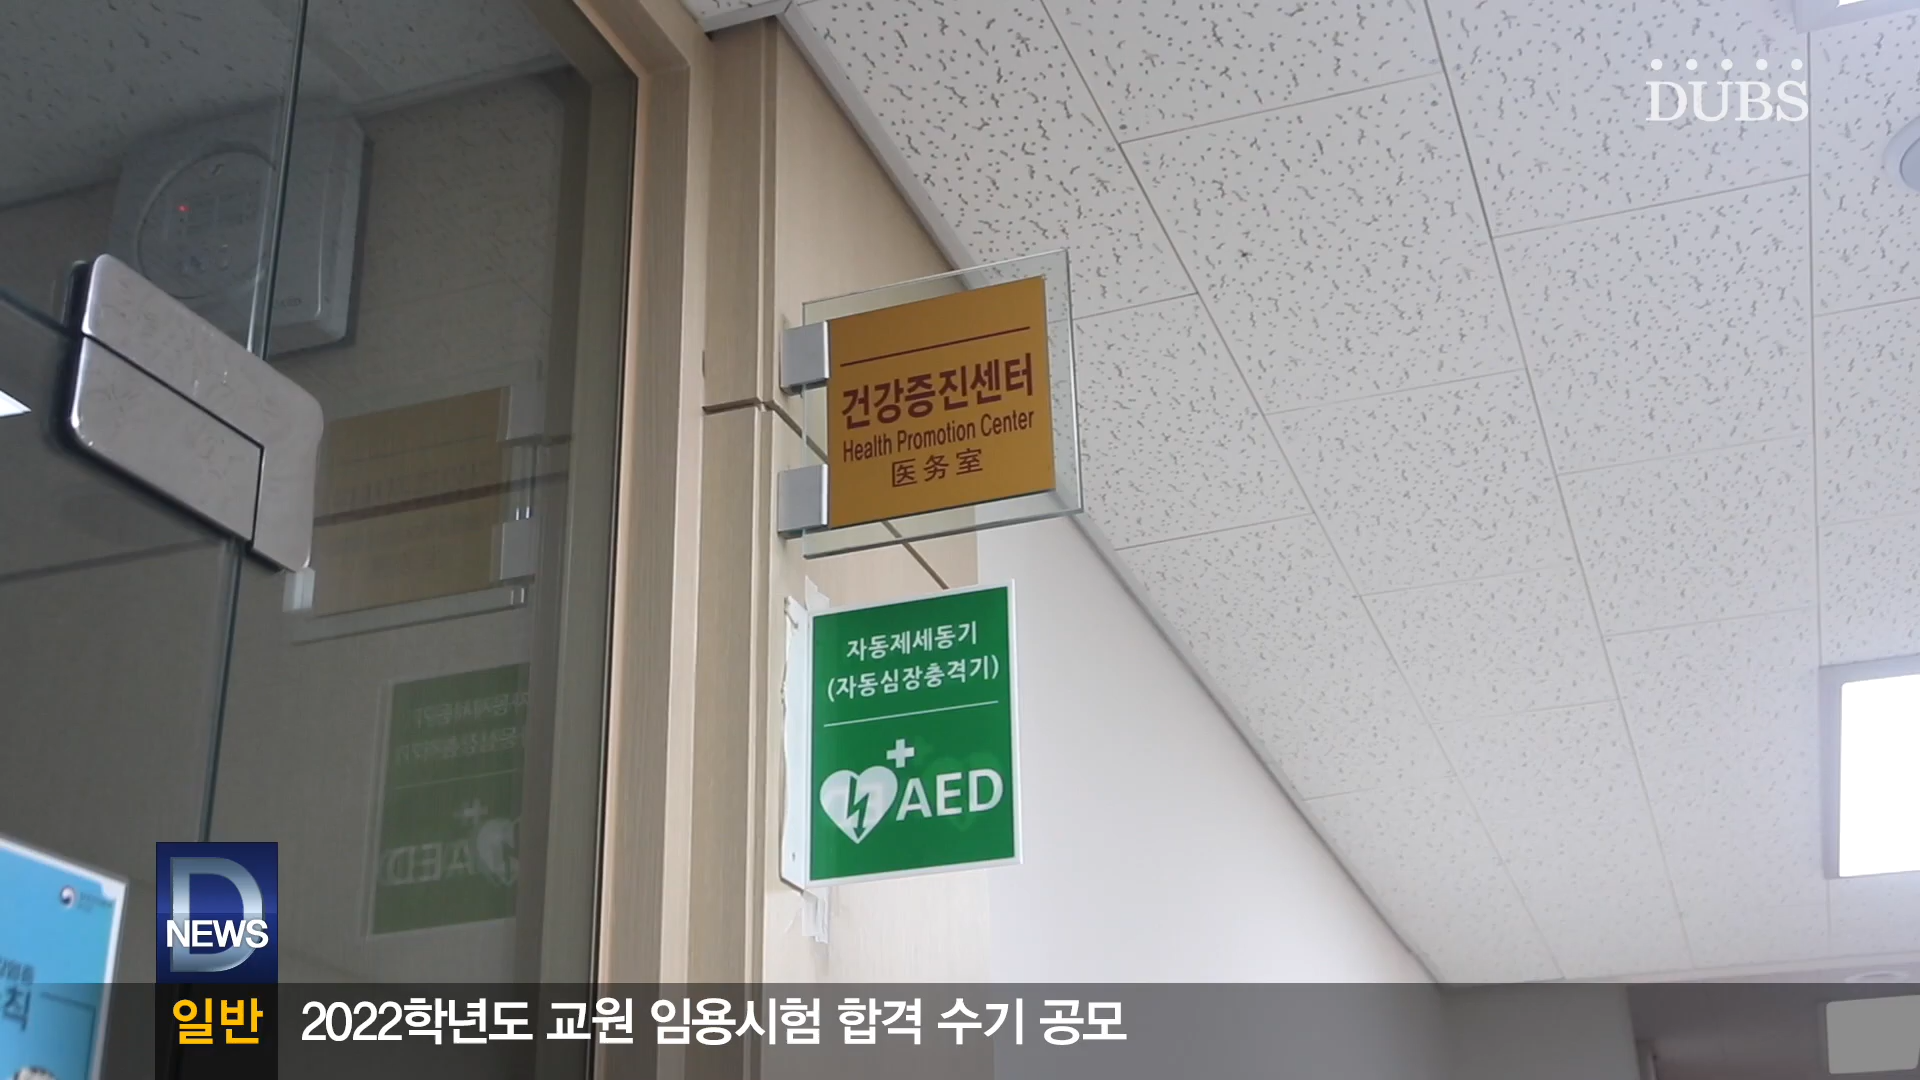 DUBS
건강증진센터
Health Promotion Center
医务室
자동제세동기
(자동심장충격기)
AED
D
NEWS
일반 2022학년도 교원 임용시험 합격 수기 공모